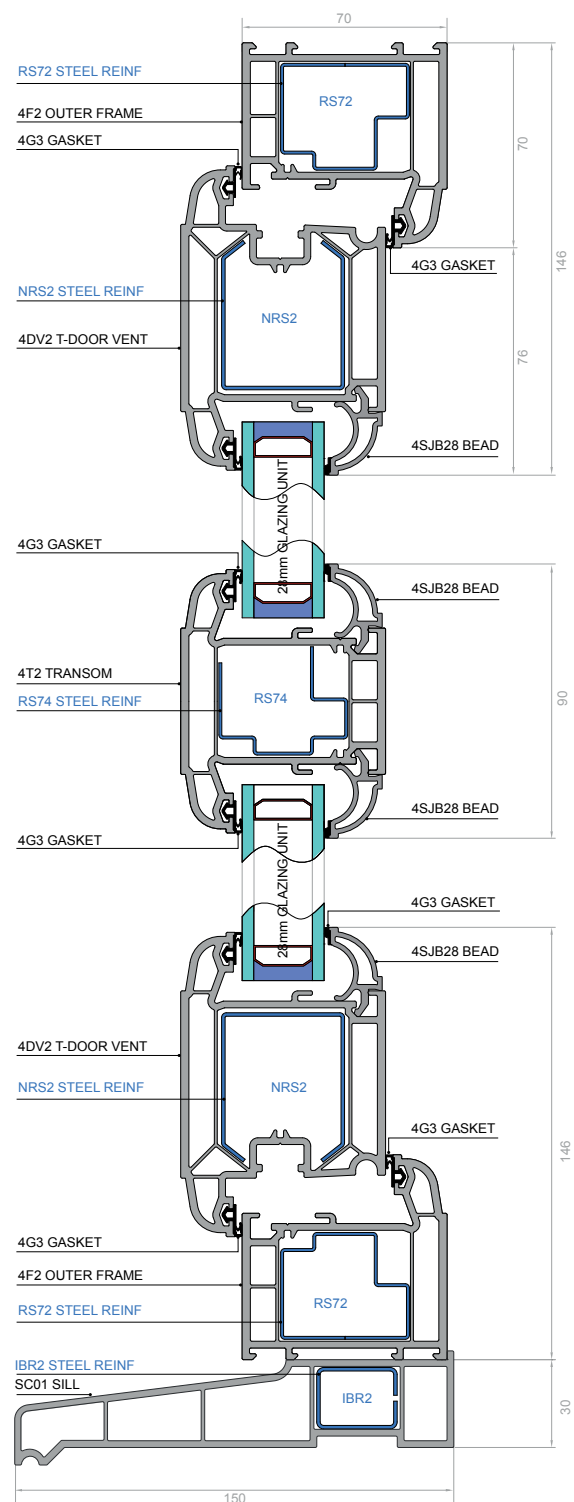 70
RS72 STEEL REINF
RS72
4F2 OUTER FRAME
4G3 GASKET
70
146
4G3 GASKET
NRS2 STEEL REINF
NRS2
4DV2 T-DOOR VENT
76
4SJB28 BEAD
28mm GLAZING UNIT
4G3 GASKET
4SJB28 BEAD
4T2 TRANSOM
RS74 STEEL REINF
RS74
90
4SJB28 BEAD
4G3 GASKET
28mm GLAZING UNIT
4G3 GASKET
4SJB28 BEAD
4DV2 T-DOOR VENT
NRS2 STEEL REINF
NRS2
4G3 GASKET
146
4G3 GASKET
4F2 OUTER FRAME
RS72 STEEL REINF
RS72
IBR2 STEEL REINF
SC01 SILL
IBR2
30
150